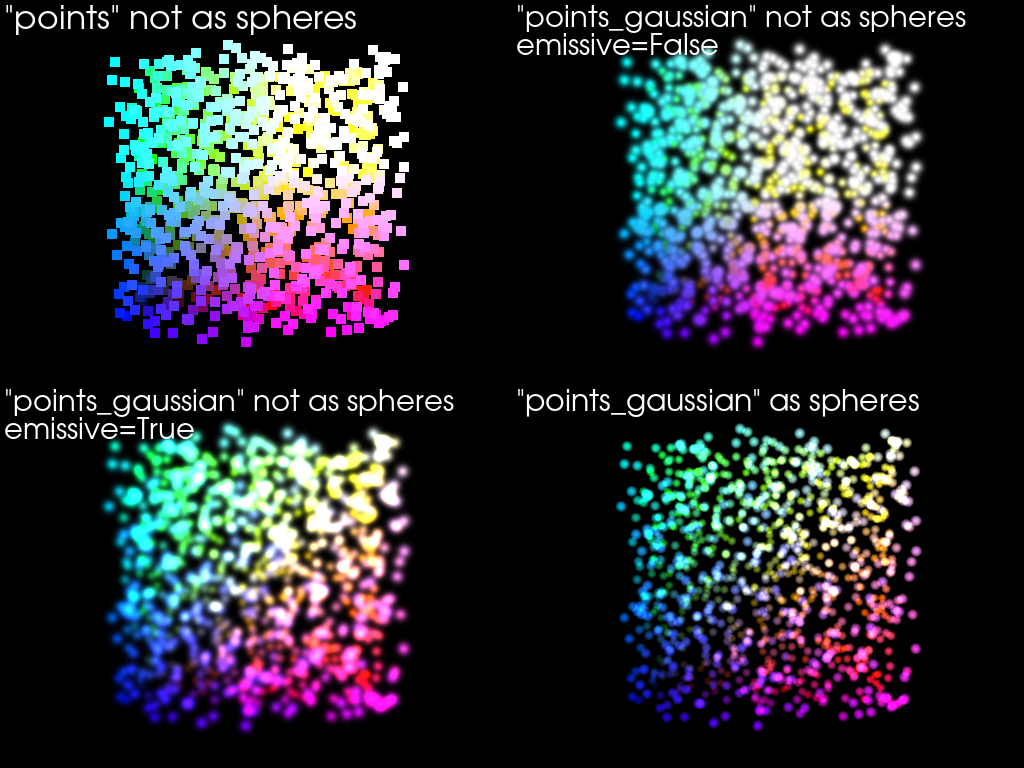 "points" not as spheres
"points_gaussian" not as spheres
emissive=False
"points_gaussian" not as spheres
emissive=True
"points_gaussian" as spheres